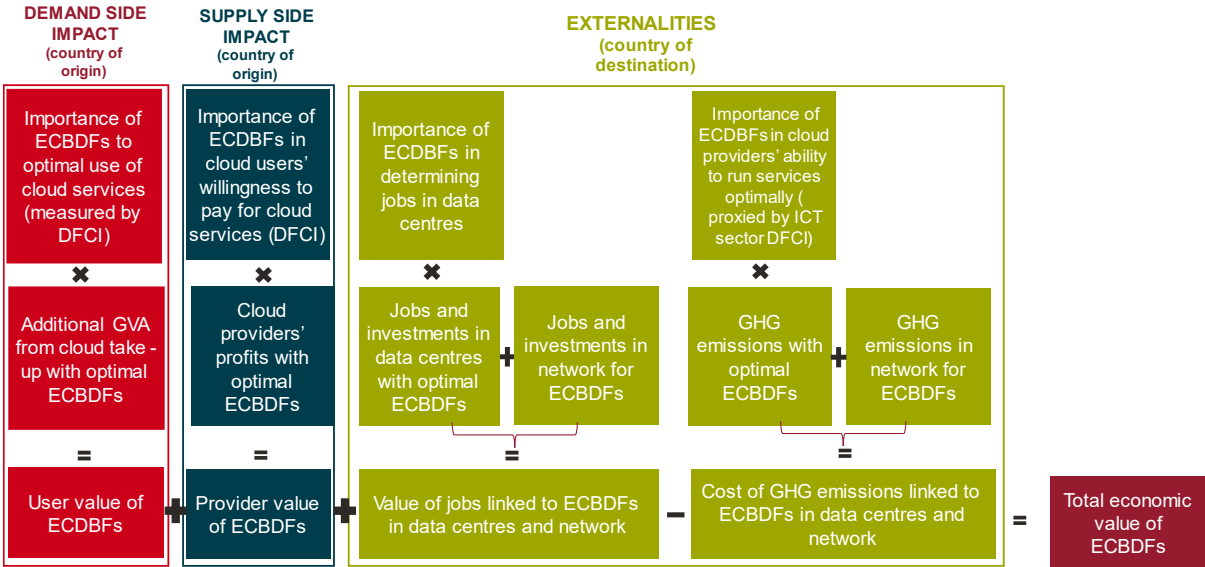 DEMAND SIDE
IMPACT
(country of
origin)
SUPPLY SIDE
IMPACT
(country of
origin)
EXTERNALITIES
(country of
destination)
Importance of
ECBDFs to
optimal use of
cloud services
(measured by
DFCI)
Importance of
ECDBFs in
cloud users'
willingness to
pay for cloud
services (DFCI)
Importance of
ECDBFs in
determining
jobs in data
centres
Importance of
ECDBFs in cloud
providers' ability
to run services
optimally (
proxied by ICT
sector DFCI)
✖
✖
✖
✖
Additional GVA
from cloud take -
up with optimal
ECBDFs
Cloud
providers'
profits with
optimal
ECBDFs
Jobs and
investments in
data centres
with optimal
ECBDFs
+
Jobs and
investments in
network for
ECBDFs
GHG
emissions with
optimal
ECBDFs
+
GHG
emissions in
network for
ECBDFs
=
=
=
=
User value of
ECDBFs
+
Provider value
of ECBDFs
+
Value of jobs linked to ECBDFs
in data centres and network
−
Cost of GHG emissions linked to
ECBDFs in data centres and
network
=
Total economic
value of
ECBDFs